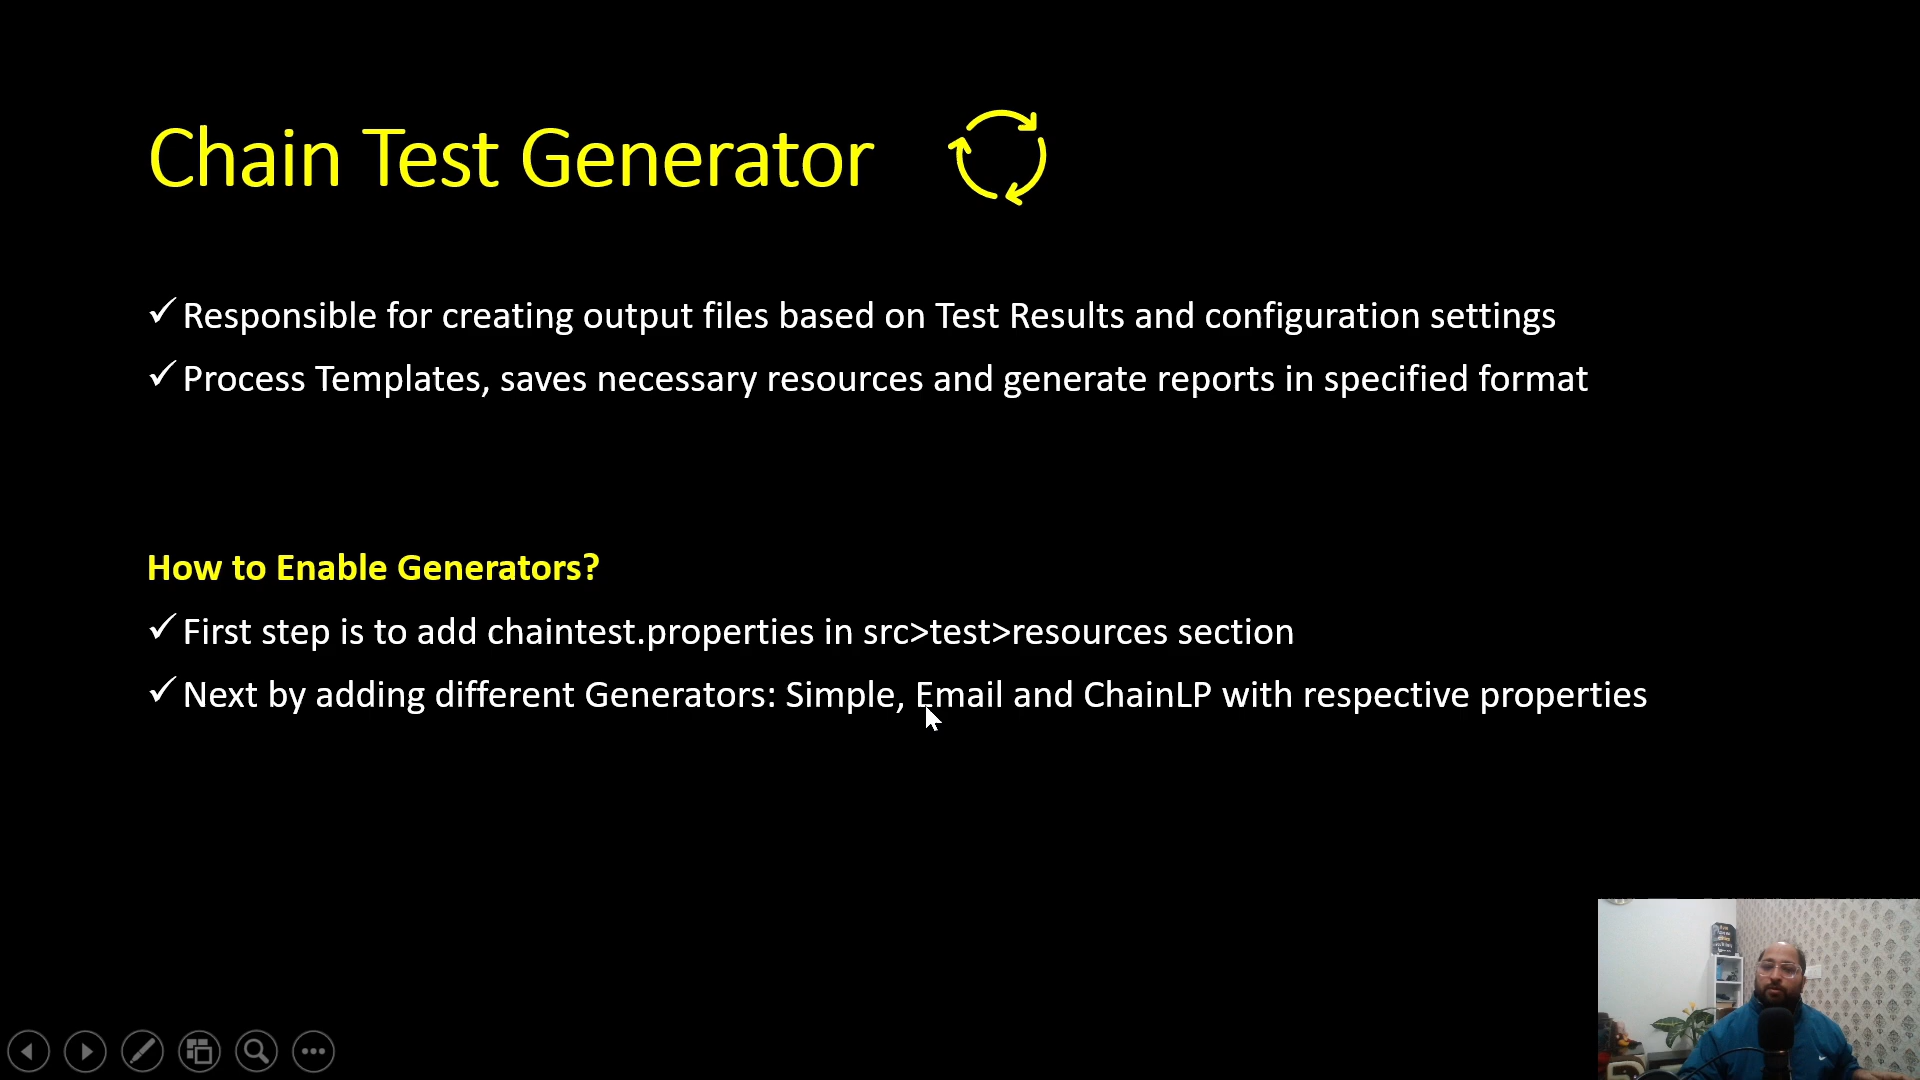 Chain Test Generator
✓Responsible for creating output files based on Test Results and configuration settings
✓Process Templates, saves necessary resources and generate reports in specified format
How to Enable Generators?
✓First step is to add chaintest.properties in src>test>resources section
✓Next by adding different Generators: Simple, Email and ChainLP with respective properties